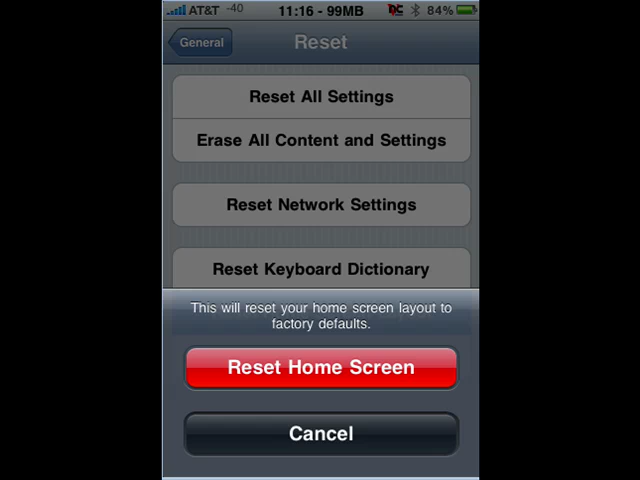 AT&T -40 11:16 - 99MB 84%
General Reset
Reset All Settings
Erase All Content and Settings
Reset Network Settings
Reset Keyboard Dictionary
This will reset your home screen layout to
factory defaults.
Reset Home Screen
Cancel